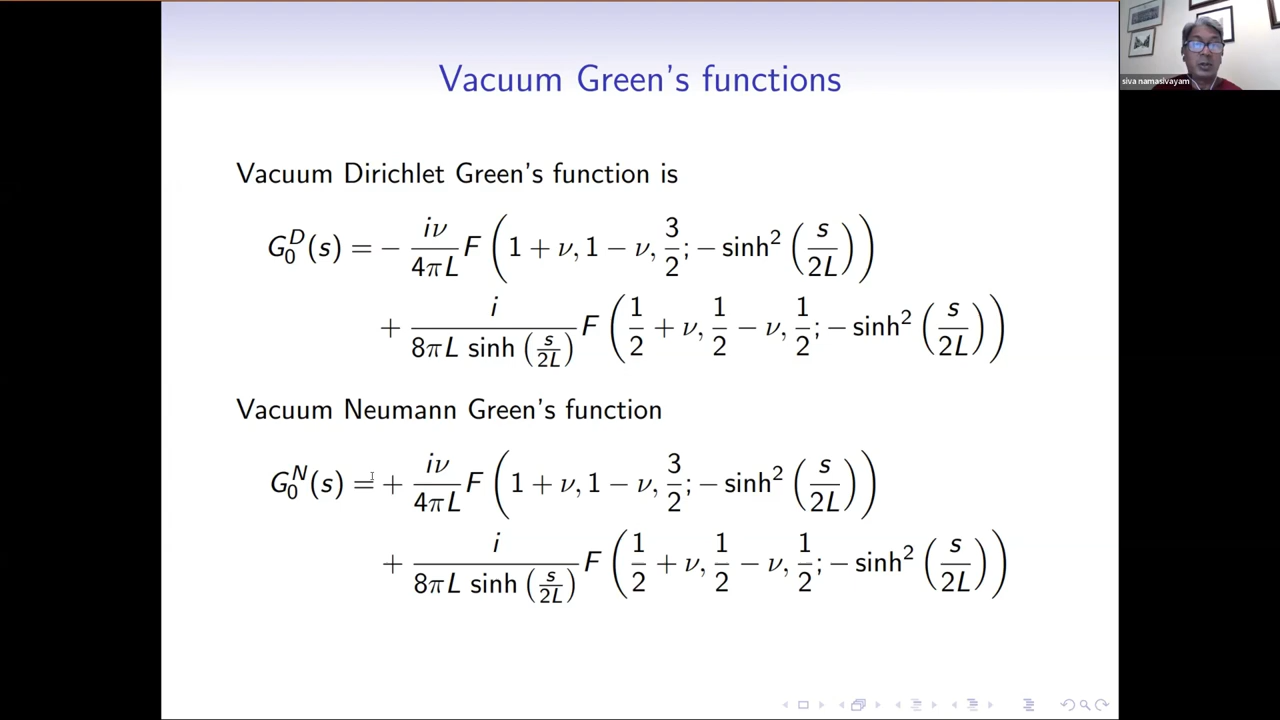 Vacuum Green's functions
siva namasivayam
Vacuum Dirichlet Green's function is
G₀ᴰ(s) = − iν/4πL F (1 + ν, 1 − ν, 3/2; − sinh² (s/2L))
+ i/8πL sinh (s/2L) F (1/2 + ν, 1/2 − ν, 1/2; − sinh² (s/2L))
Vacuum Neumann Green's function
G₀ᴺ(s) = + iν/4πL F (1 + ν, 1 − ν, 3/2; − sinh² (s/2L))
+ i/8πL sinh (s/2L) F (1/2 + ν, 1/2 − ν, 1/2; − sinh² (s/2L))